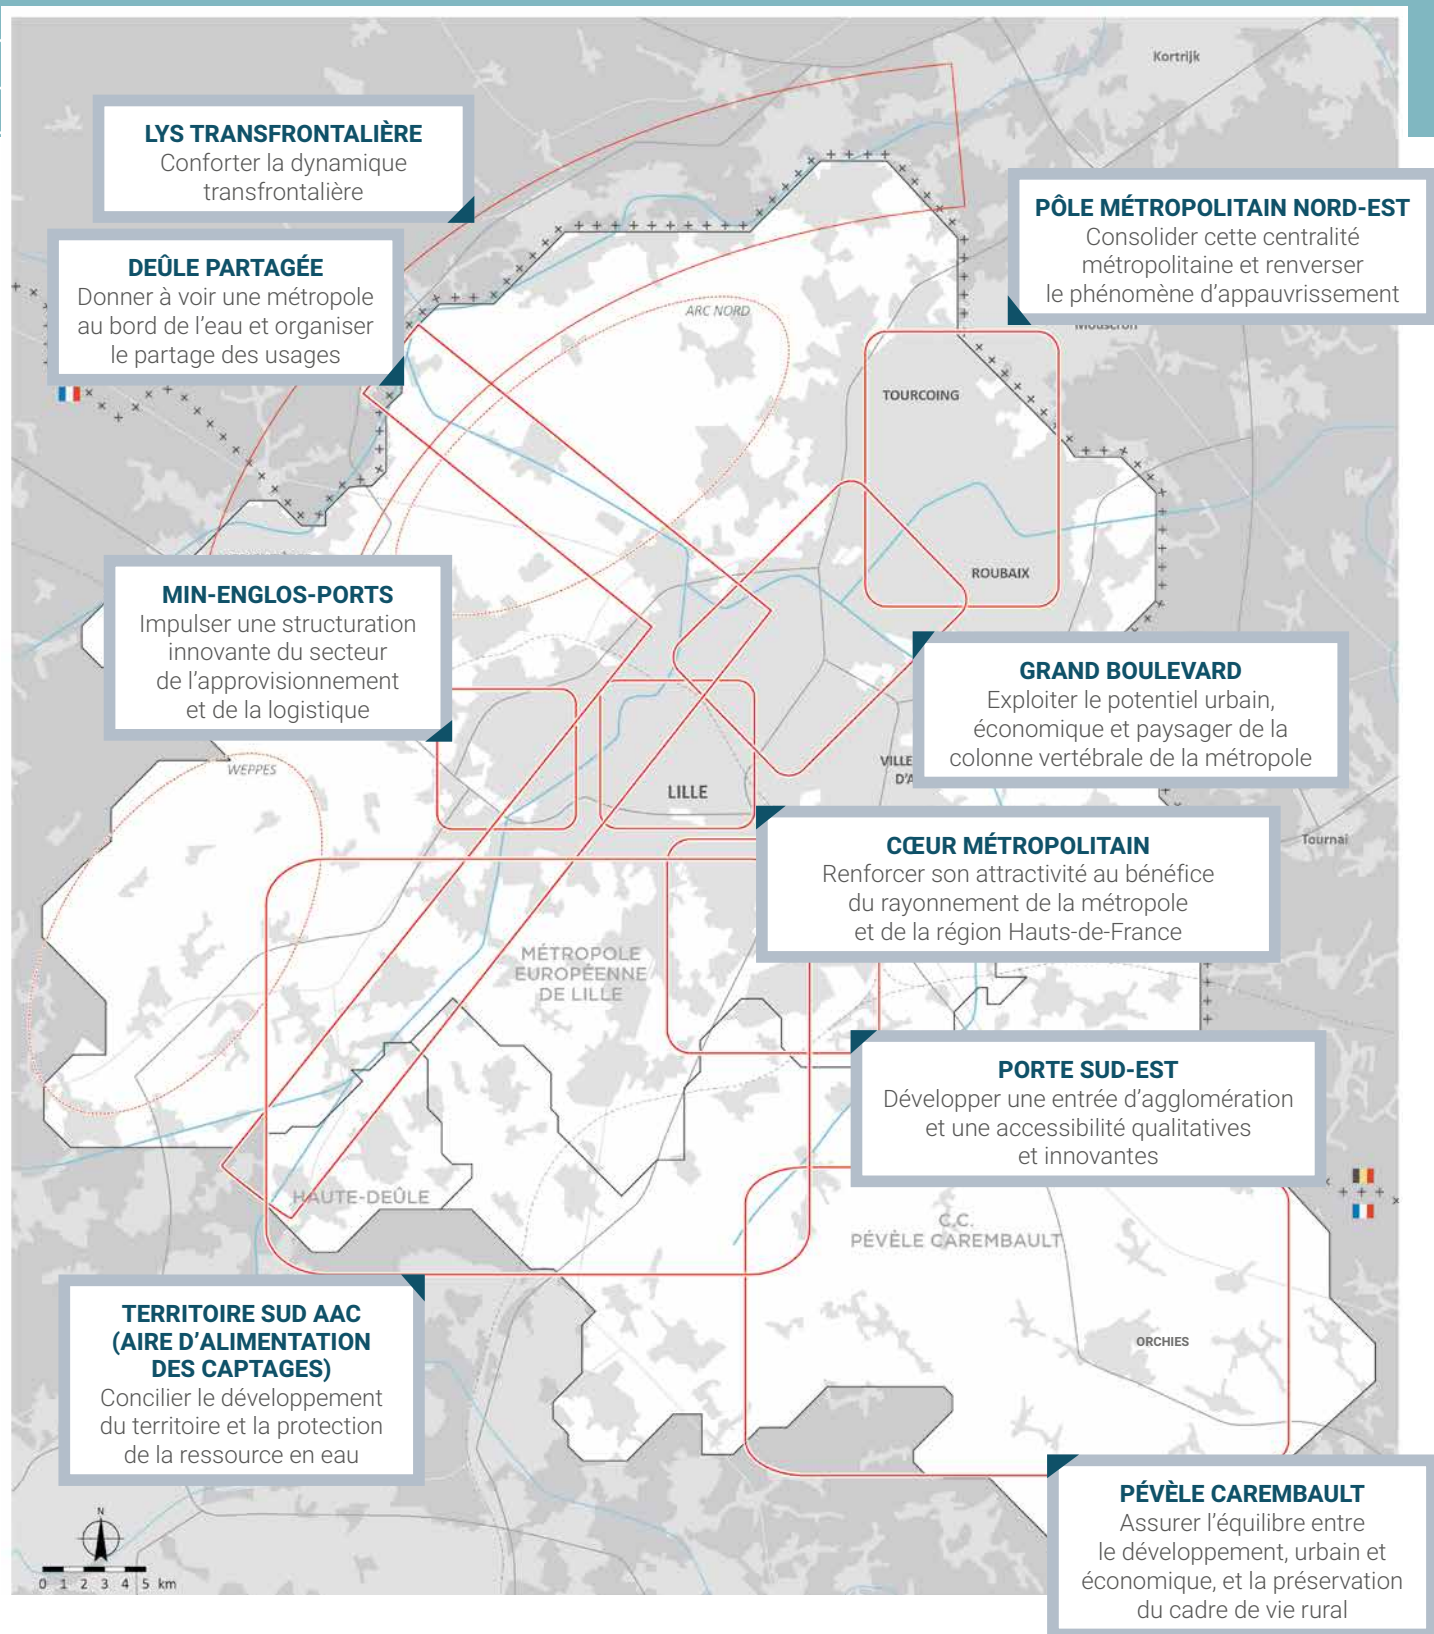 Kortrijk
LYS TRANSFRONTALIÈRE
Conforter la dynamique
transfrontalière
PÔLE MÉTROPOLITAIN NORD-EST
Consolider cette centralité
métropolitaine et renverser
le phénomène d'appauvrissement
DEÛLE PARTAGÉE
Donner à voir une métropole
au bord de l'eau et organiser
le partage des usages
ARC NORD
Mouscron
TOURCOING
ROUBAIX
MIN-ENGLOS-PORTS
Impulser une structuration
innovante du secteur
de l'approvisionnement
et de la logistique
GRAND BOULEVARD
Exploiter le potentiel urbain,
économique et paysager de la
colonne vertébrale de la métropole
WEPPES
VILLE
D'A
LILLE
Tournai
CŒUR MÉTROPOLITAIN
Renforcer son attractivité au bénéfice
du rayonnement de la métropole
et de la région Hauts-de-France
MÉTROPOLE
EUROPÉENNE
DE LILLE
PORTE SUD-EST
Développer une entrée d'agglomération
et une accessibilité qualitatives
et innovantes
HAUTE-DEÛLE
C.C.
PÉVÈLE CAREMBAULT
TERRITOIRE SUD AAC
(AIRE D'ALIMENTATION
DES CAPTAGES)
Concilier le développement
du territoire et la protection
de la ressource en eau
ORCHIES
PÉVÈLE CAREMBAULT
Assurer l'équilibre entre
le développement, urbain et
économique, et la préservation
du cadre de vie rural
N
0 1 2 3 4 5 km